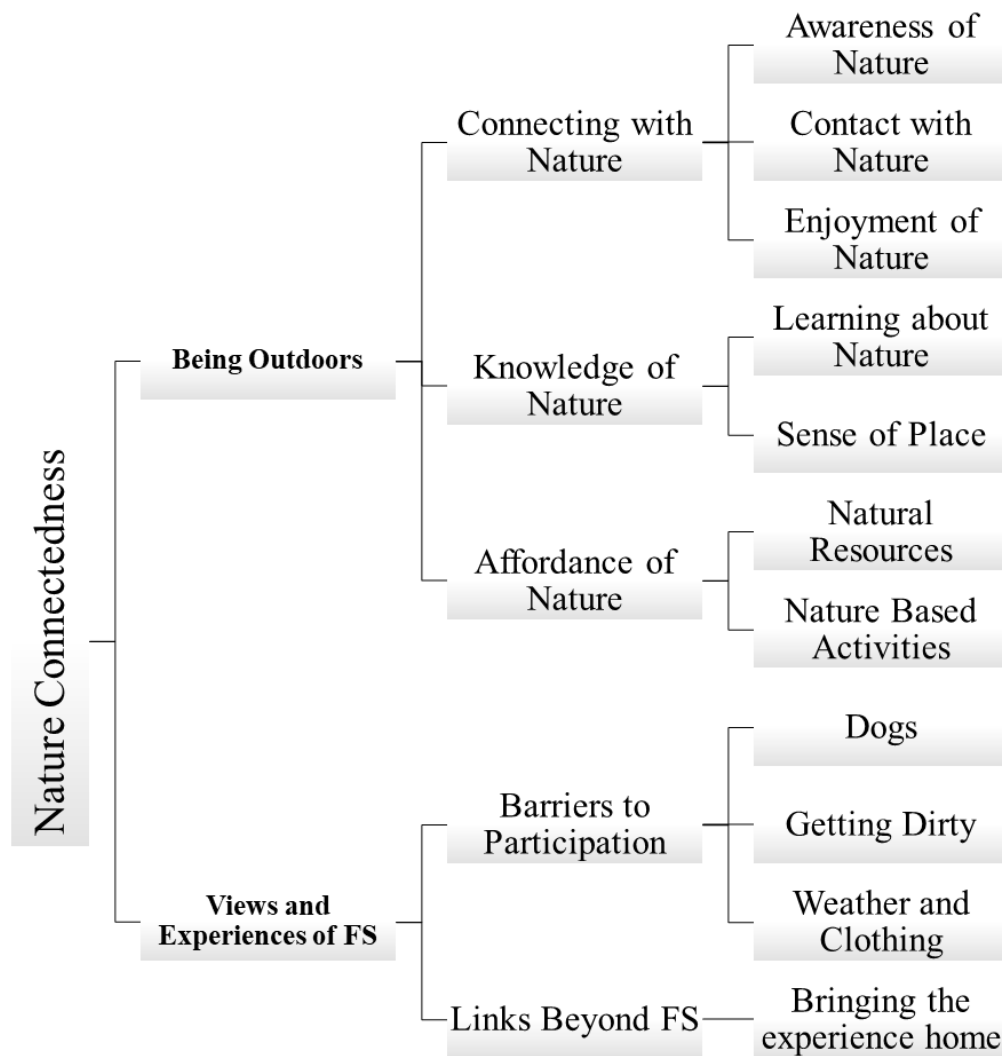 Nature Connectedness
Being Outdoors
Connecting with
Nature
Awareness of
Nature
Contact with
Nature
Enjoyment of
Nature
Knowledge of
Nature
Learning about
Nature
Sense of Place
Affordance of
Nature
Natural
Resources
Nature Based
Activities
Views and
Experiences of FS
Barriers to
Participation
Dogs
Getting Dirty
Weather and
Clothing
Links Beyond FS
Bringing the
experience home